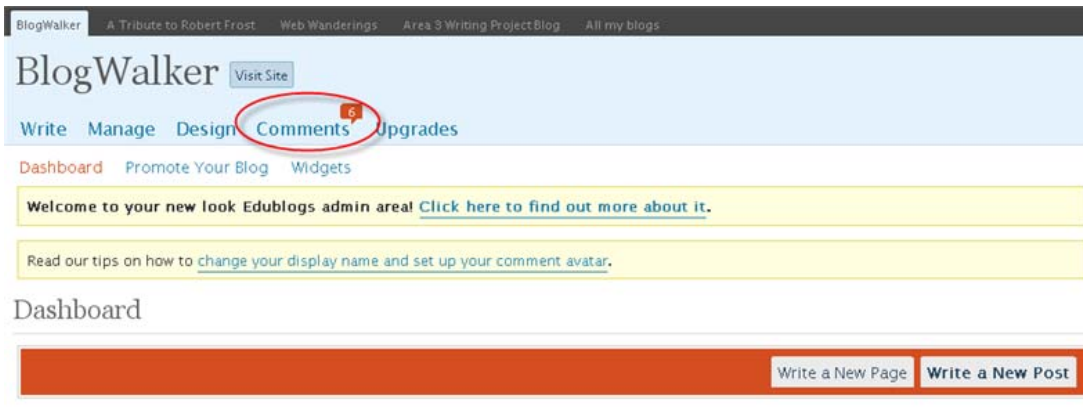 BlogWalker A Tribute to Robert Frost Web Wanderings Area 3 Writing Project Blog All my blogs
BlogWalker Visit Site
6
Write Manage Design Comments Upgrades
Dashboard Promote Your Blog Widgets
Welcome to your new look Edublogs admin area! Click here to find out more about it.
Read our tips on how to change your display name and set up your comment avatar.
Dashboard
Write a New Page Write a New Post